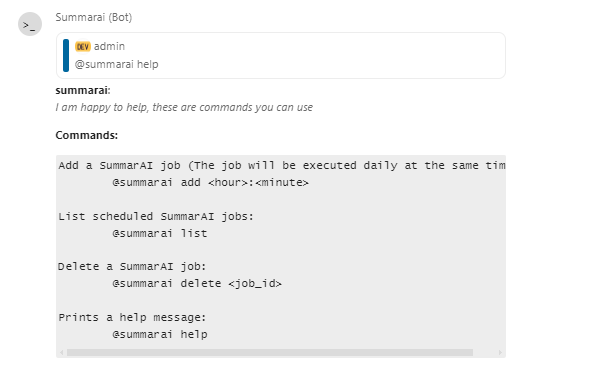 >_
Summarai (Bot)
DEV admin
@summarai help
summarai:
I am happy to help, these are commands you can use
Commands:
Add a SummarAI job (The job will be executed daily at the same tim
@summarai add <hour>:<minute>
List scheduled SummarAI jobs:
@summarai list
Delete a SummarAI job:
@summarai delete <job_id>
Prints a help message:
@summarai help